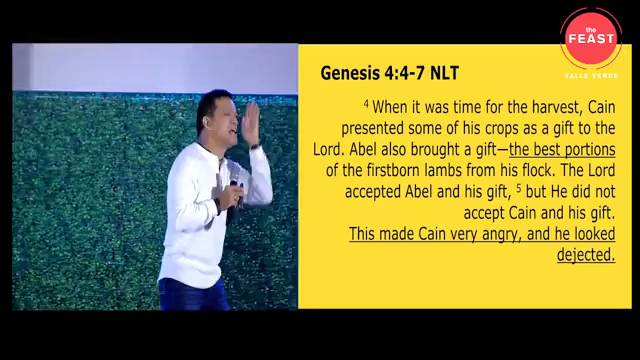 the
FEAST
VALLE VERDE
Genesis 4:4-7 NLT
4 When it was time for the harvest, Cain
presented some of his crops as a gift to the
Lord. Abel also brought a gift—the best portions
of the firstborn lambs from his flock. The Lord
accepted Abel and his gift, 5 but He did not
accept Cain and his gift.
This made Cain very angry, and he looked
dejected.